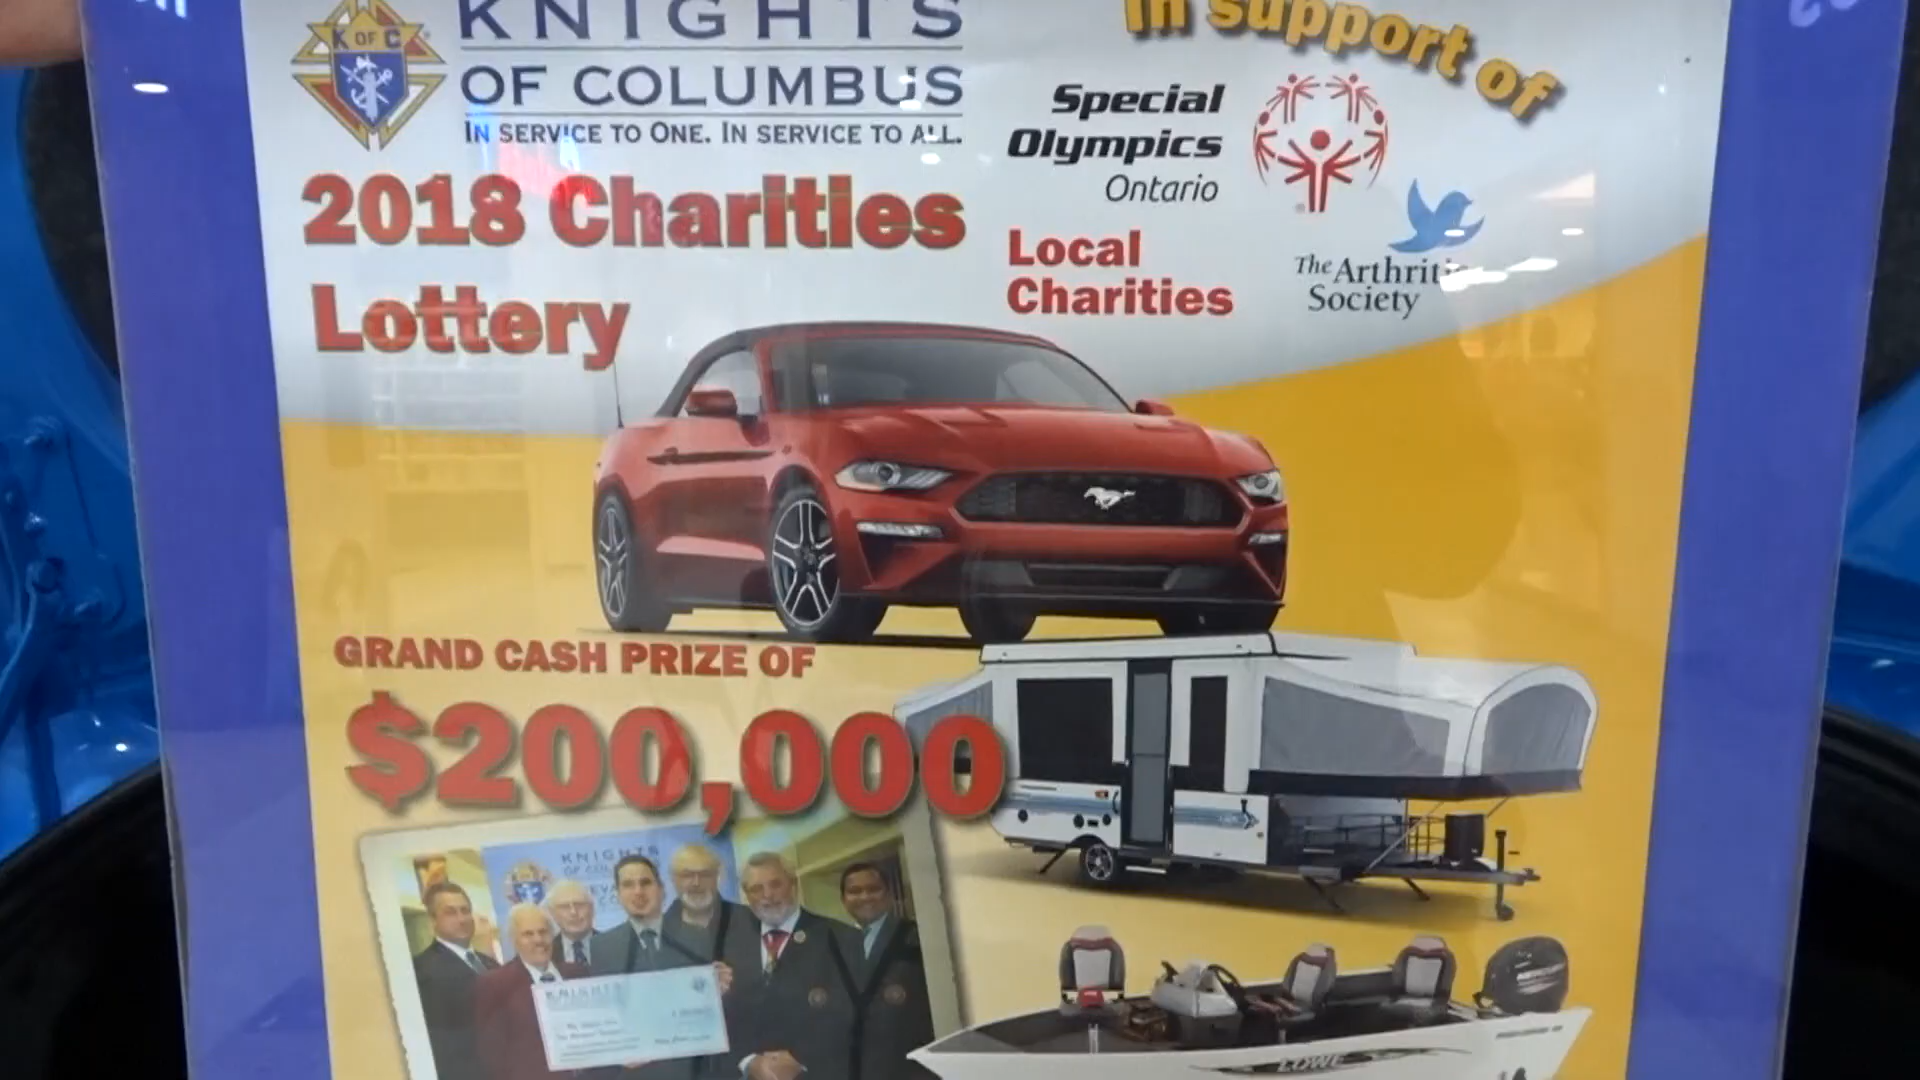 KNIGHTS
OF COLUMBUS
IN SERVICE TO ONE. IN SERVICE TO ALL.
K OF C
In support of
Special
Olympics
Ontario
2018 Charities
Lottery
Local
Charities
The Arthritis
Society
GRAND CASH PRIZE OF
$200,000
KNIGHTS
KNIGHTS
LOWE